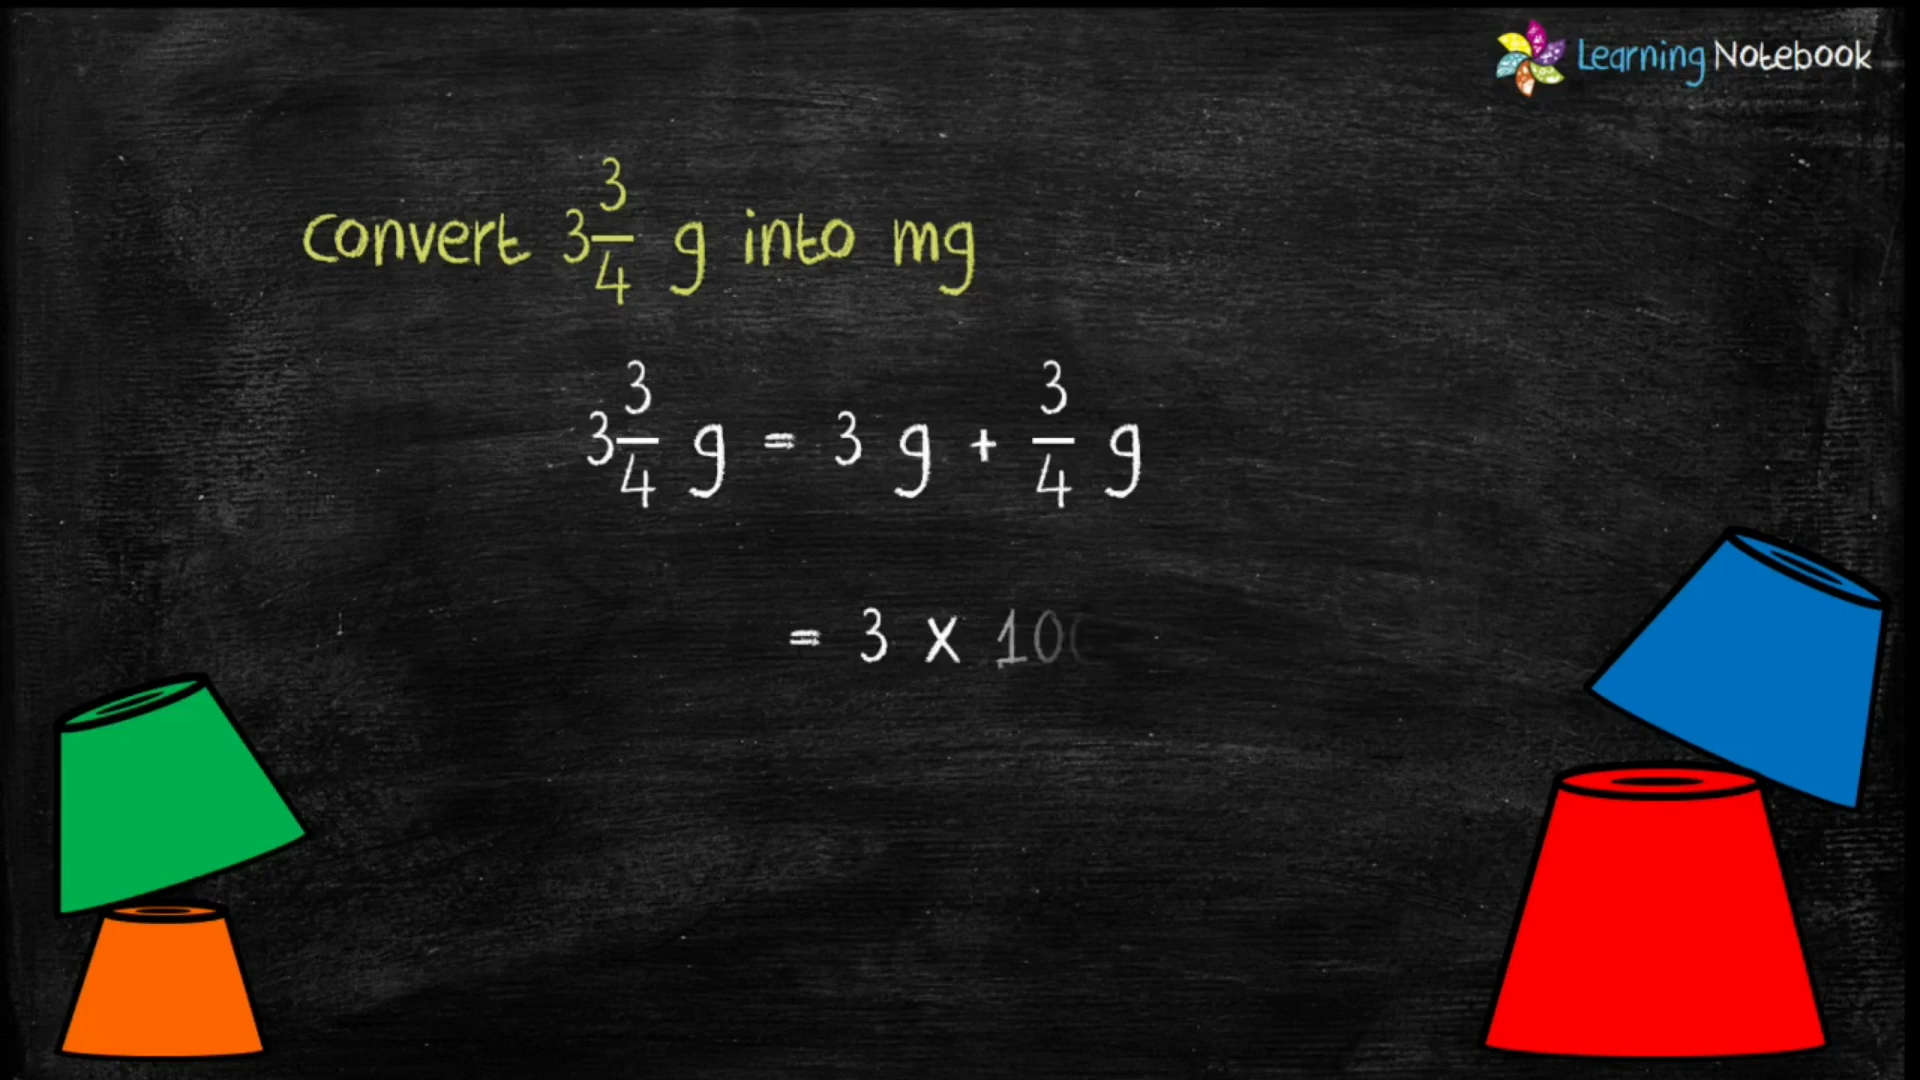 Learning Notebook
convert 3 3/4 g into mg
3 3/4 g = 3 g + 3/4 g
= 3 x 10